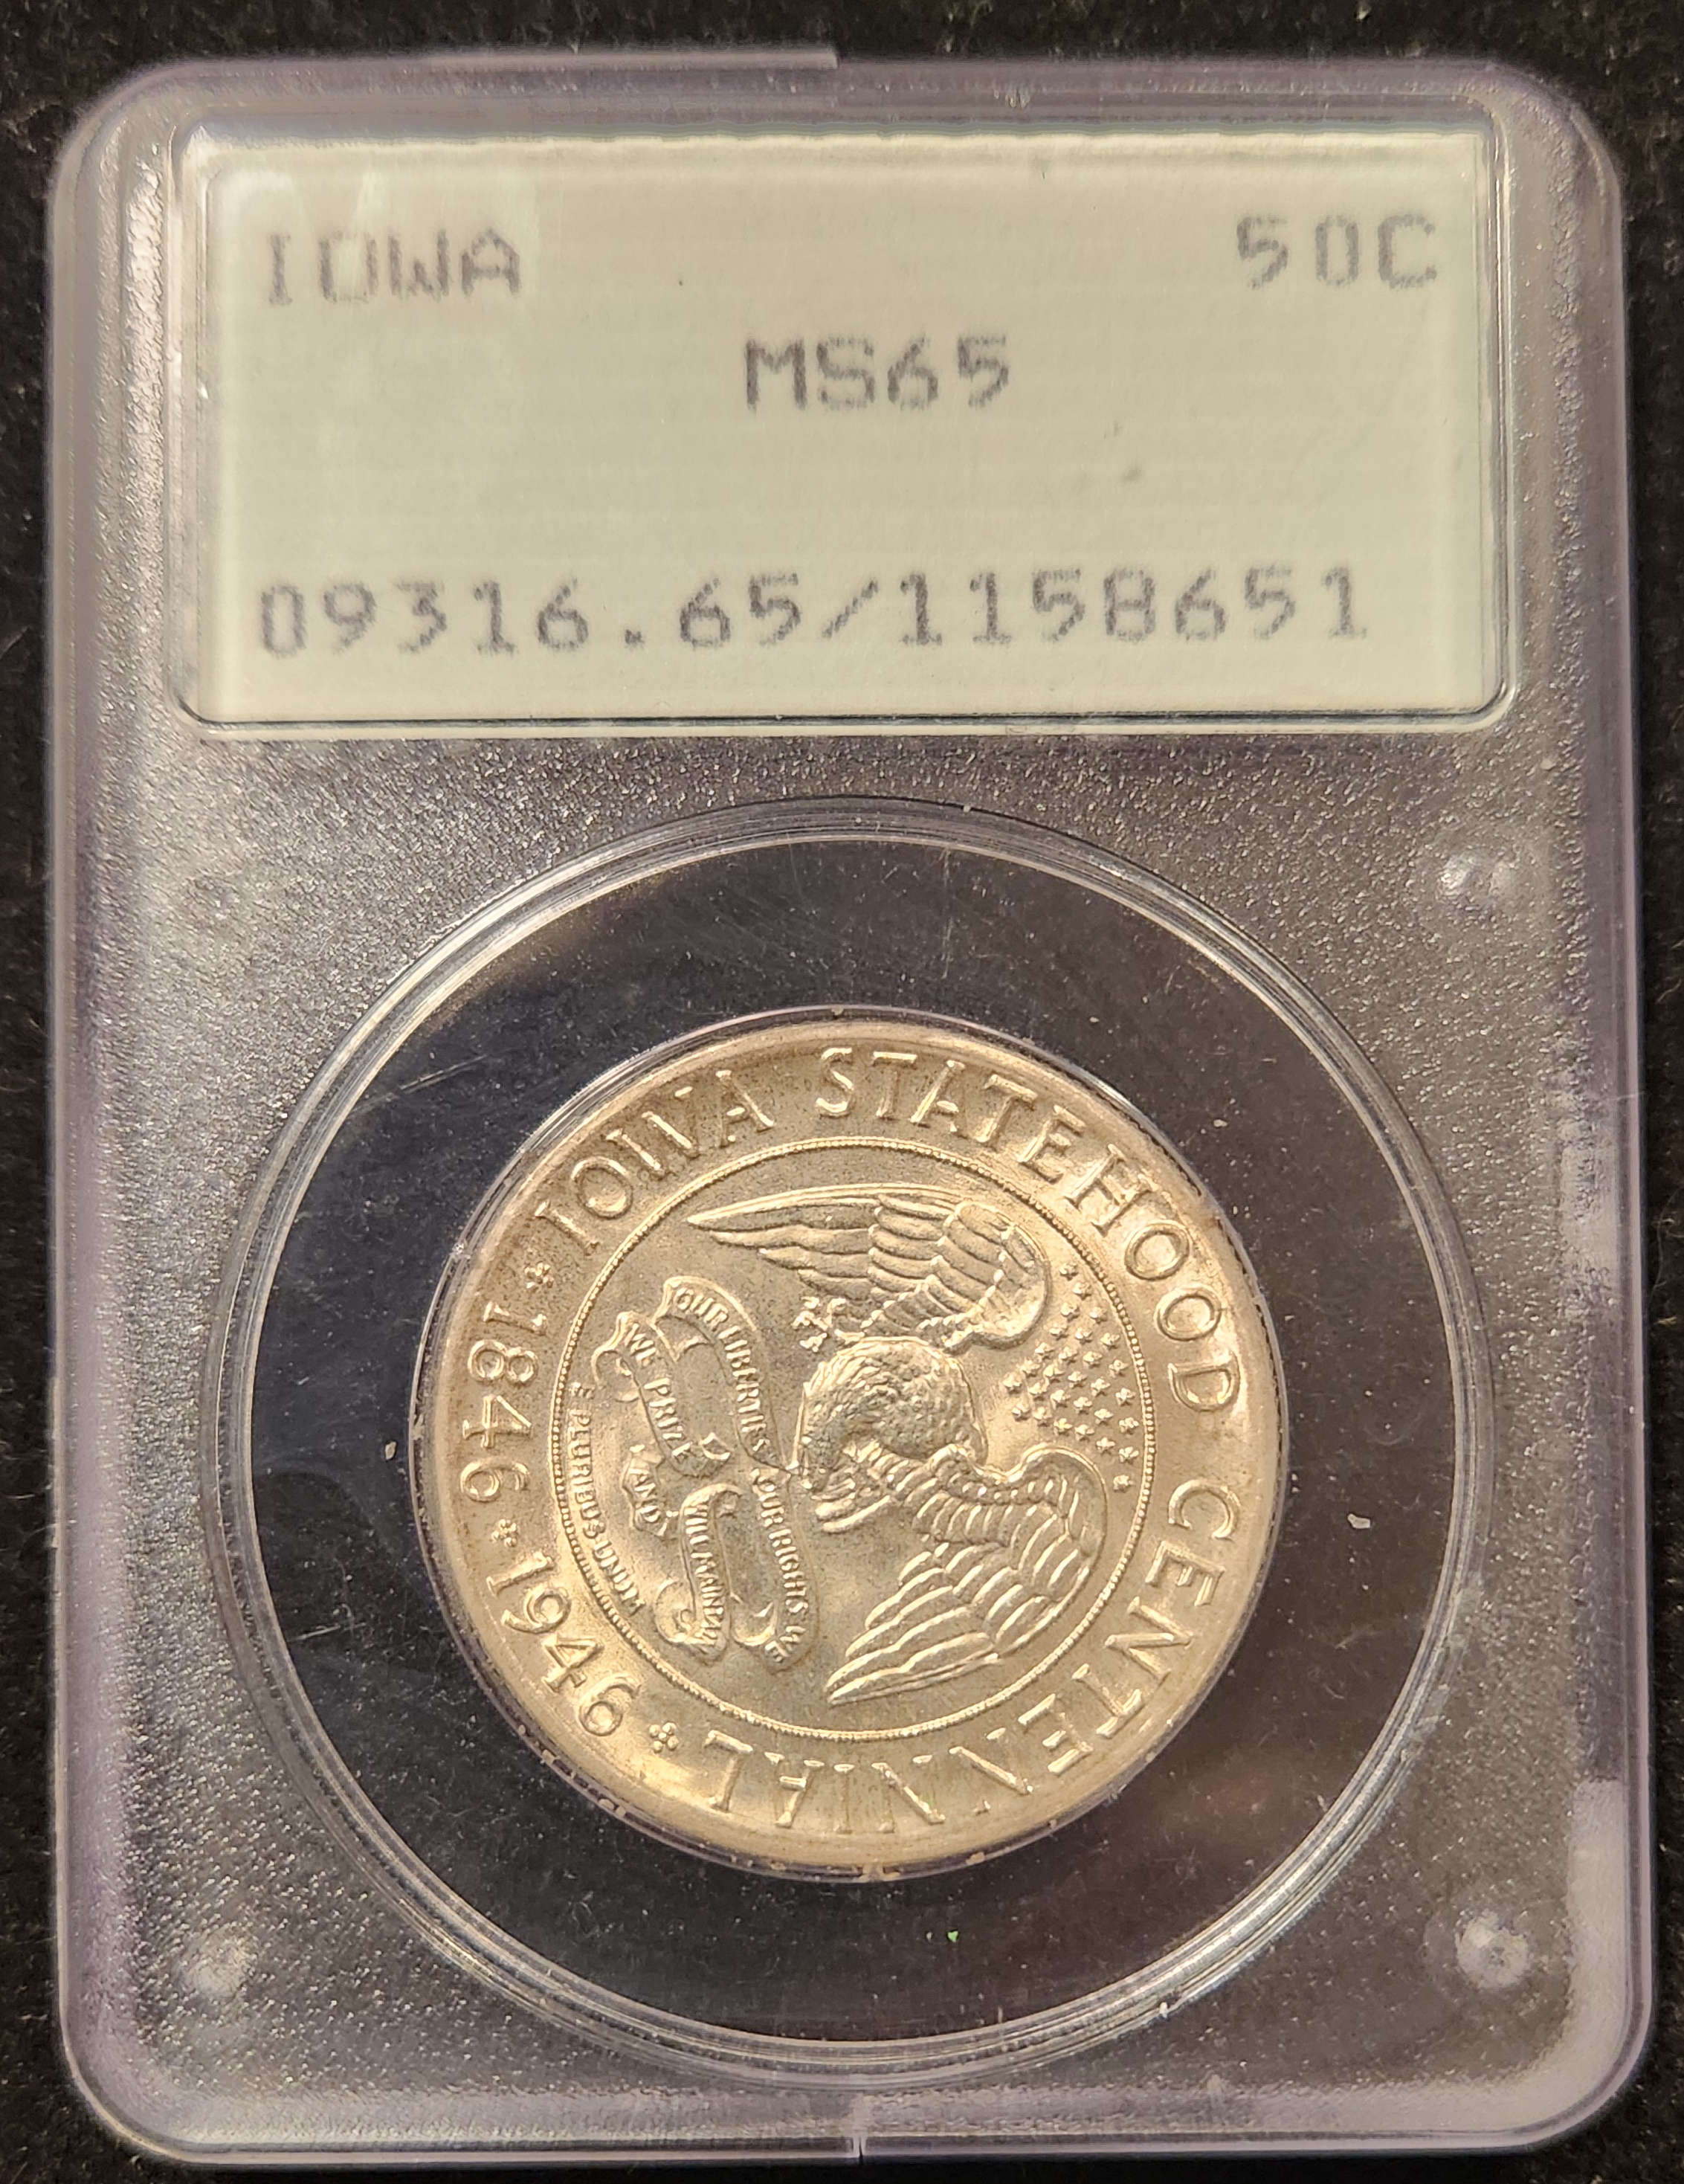 IOWA 50C
MS65
09316.65/1158651
IOWA STATEHOOD CENTENNIAL
1846 * 1946
OUR LIBERTIES WE PRIZE AND OUR RIGHTS WE WILL MAINTAIN
E PLURIBUS UNUM